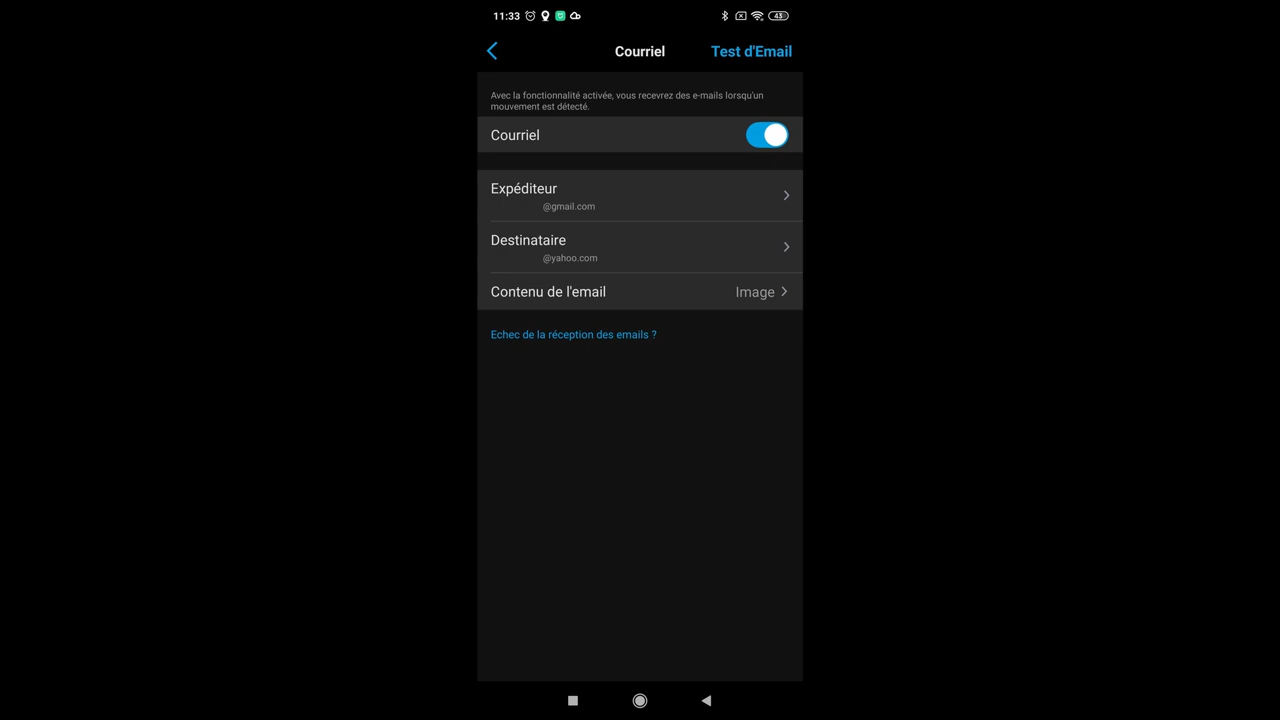 11:33
43
Courriel
Test d'Email
Avec la fonctionnalité activée, vous recevrez des e-mails lorsqu'un
mouvement est détecté.
Courriel
Expéditeur
@gmail.com
Destinataire
@yahoo.com
Contenu de l'email
Image
Echec de la réception des emails ?